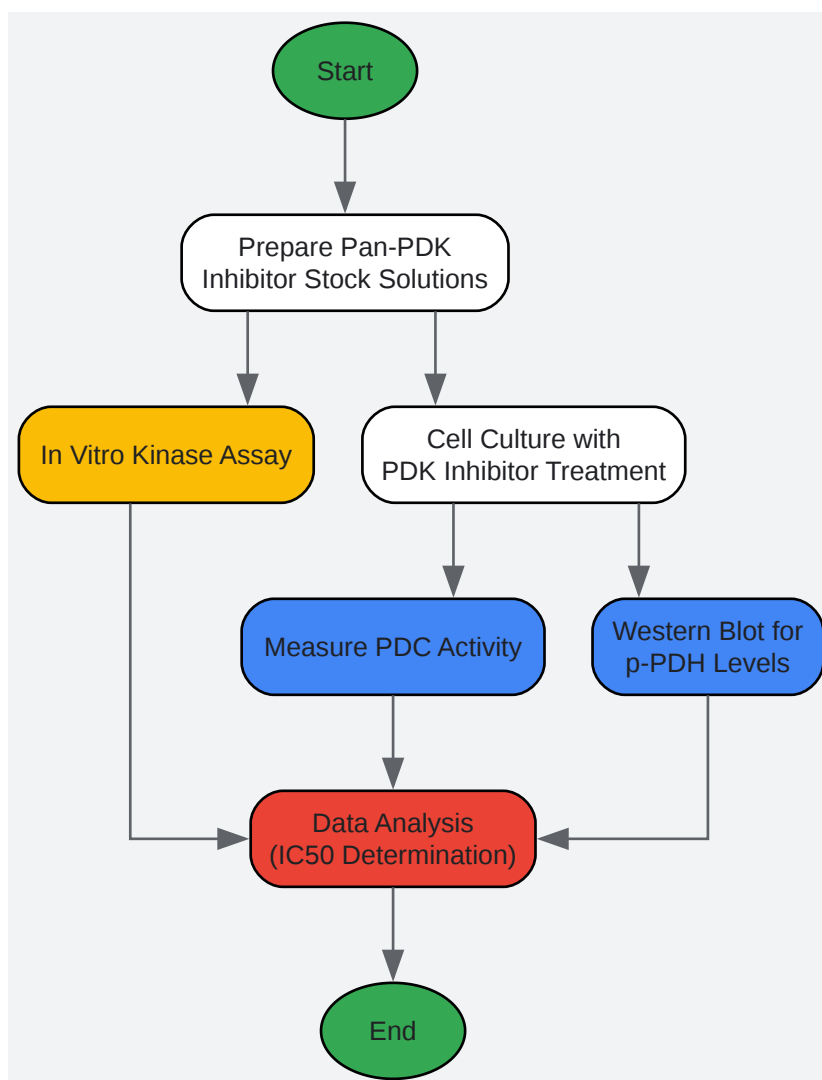 Start
Prepare Pan-PDK
Inhibitor Stock Solutions
In Vitro Kinase Assay
Cell Culture with
PDK Inhibitor Treatment
Measure PDC Activity
Western Blot for
p-PDH Levels
Data Analysis
(IC50 Determination)
End